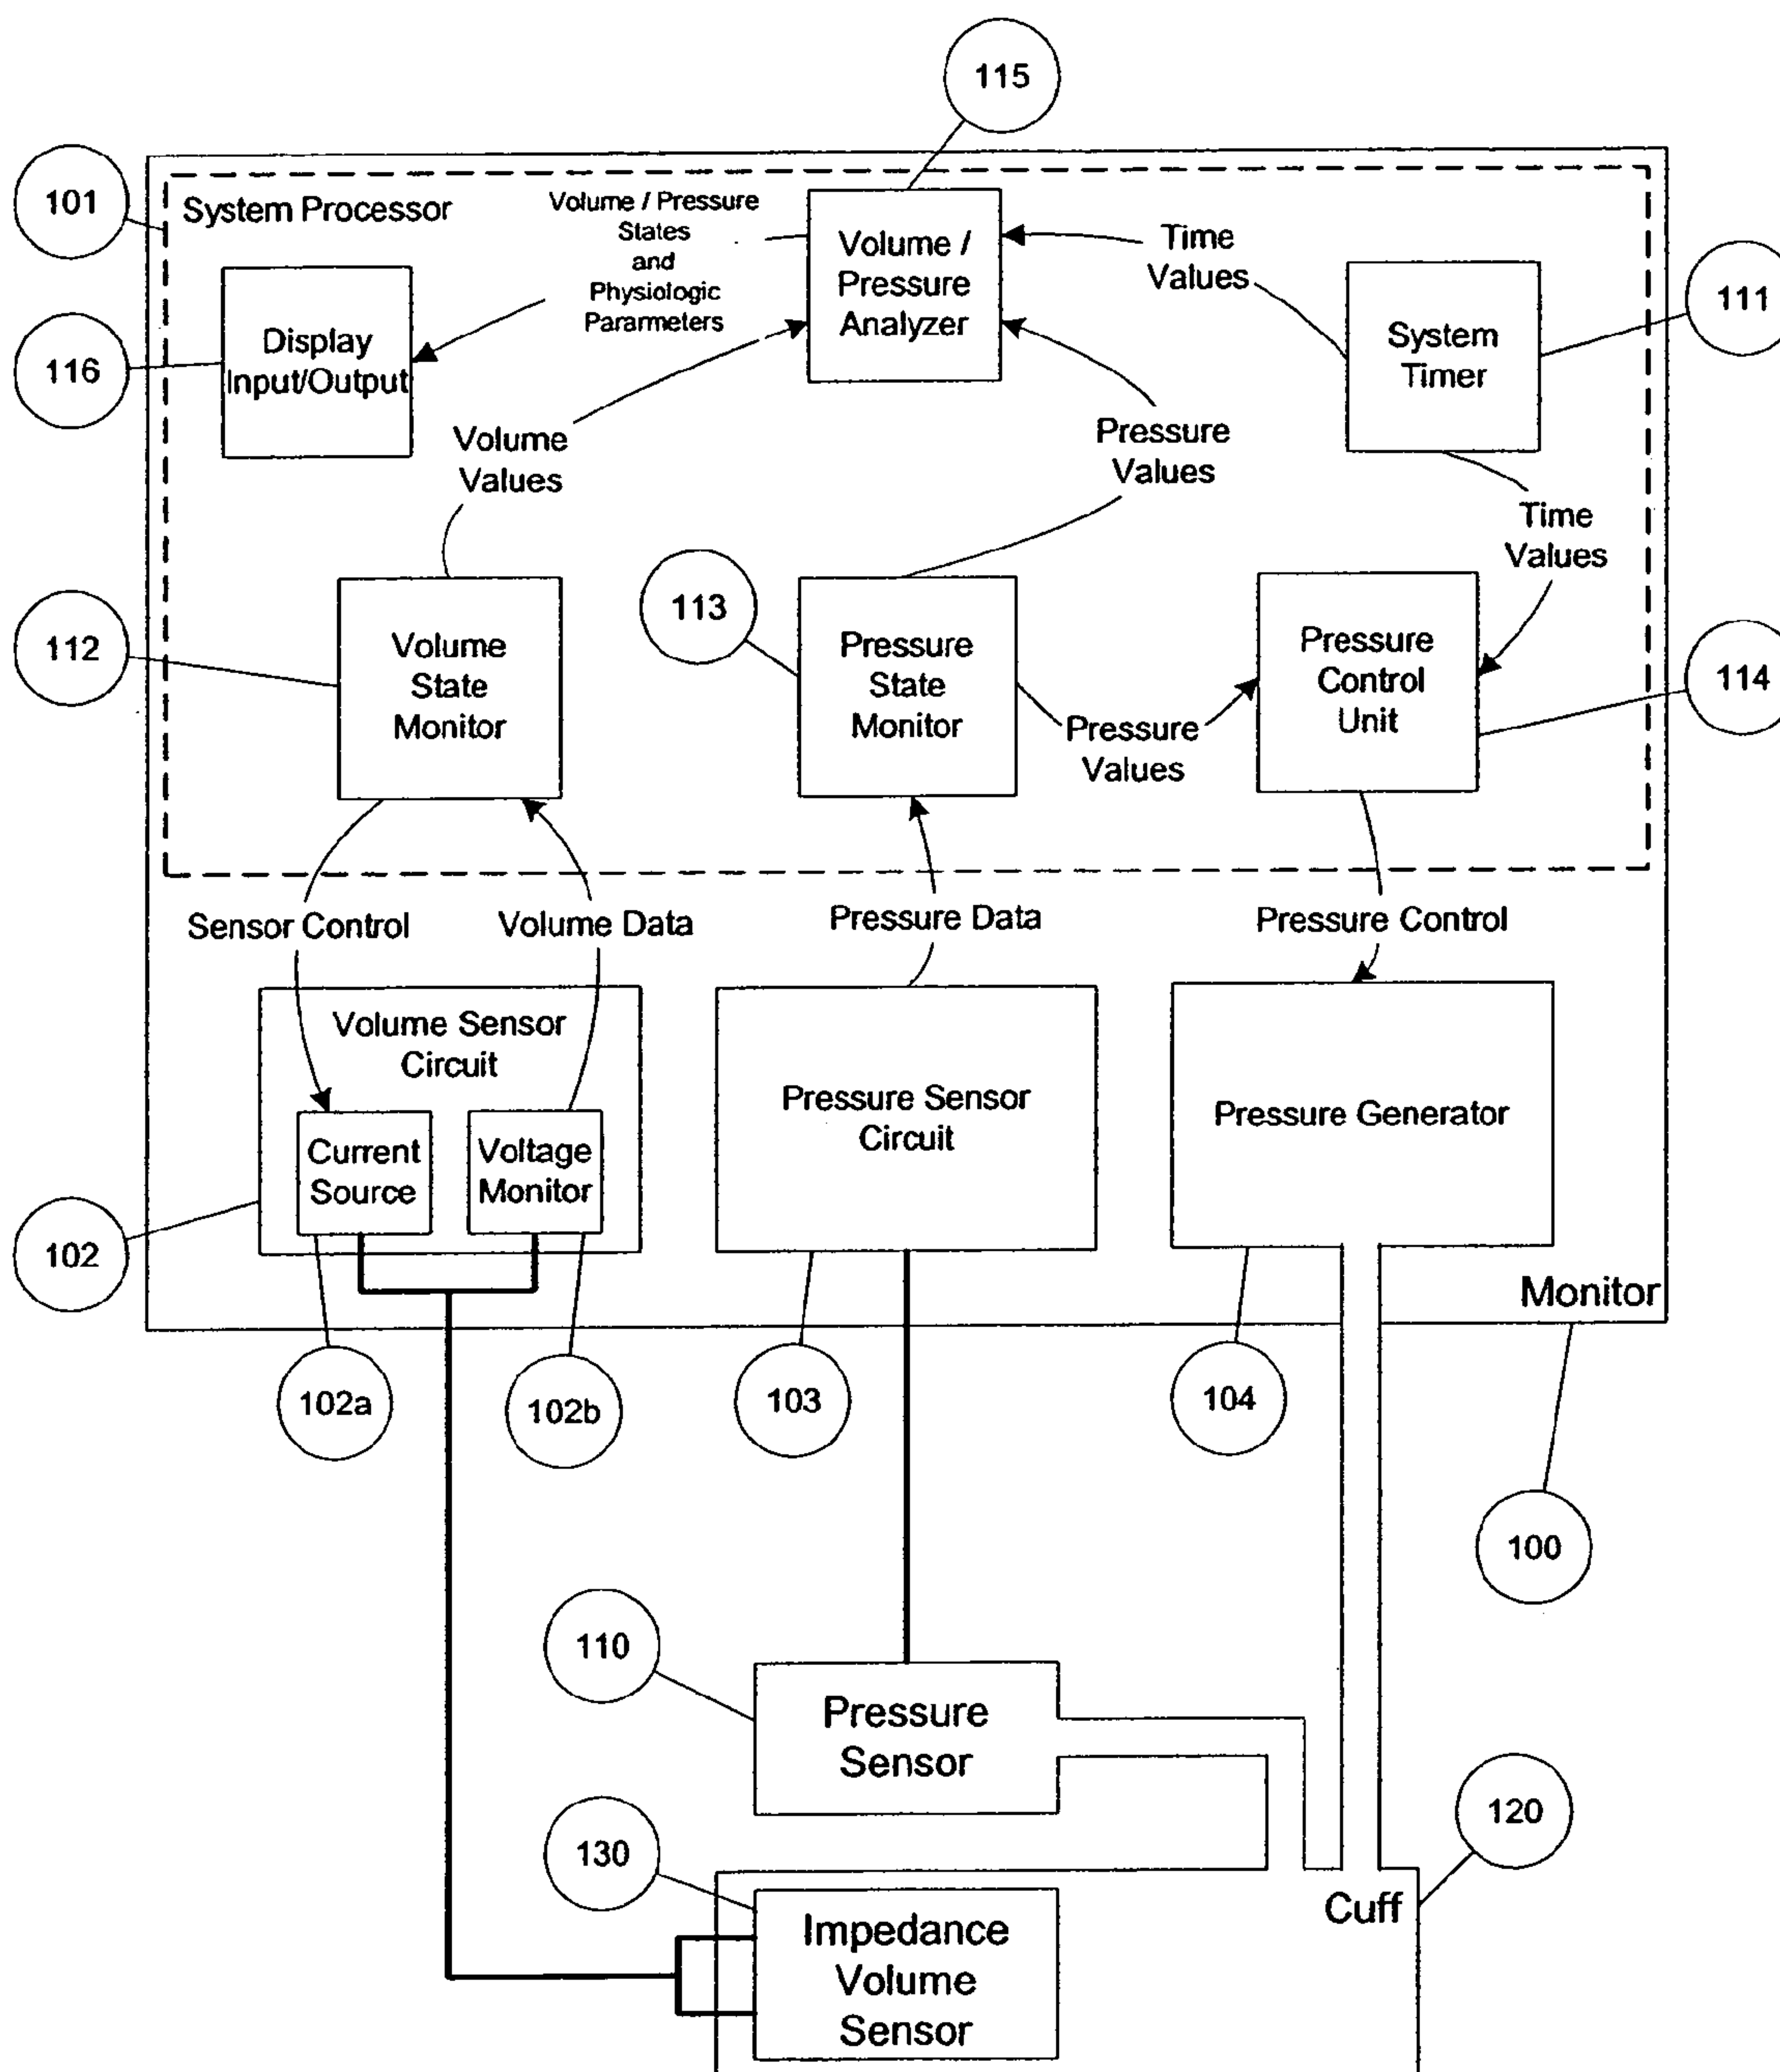 115
101
System Processor
Volume / Pressure
States
and
Physiologic
Pararmeters
Volume /
Pressure
Analyzer
Time
Values
111
System
Timer
116
Display
Input/Output
Volume
Values
Pressure
Values
Time
Values
112
Volume
State
Monitor
113
Pressure
State
Monitor
Pressure
Values
Pressure
Control
Unit
114
Sensor Control
Volume Data
Pressure Data
Pressure Control
Volume Sensor
Circuit
Current
Source
Voltage
Monitor
Pressure Sensor
Circuit
Pressure Generator
102
Monitor
102a
102b
103
104
100
110
Pressure
Sensor
120
130
Cuff
Impedance
Volume
Sensor